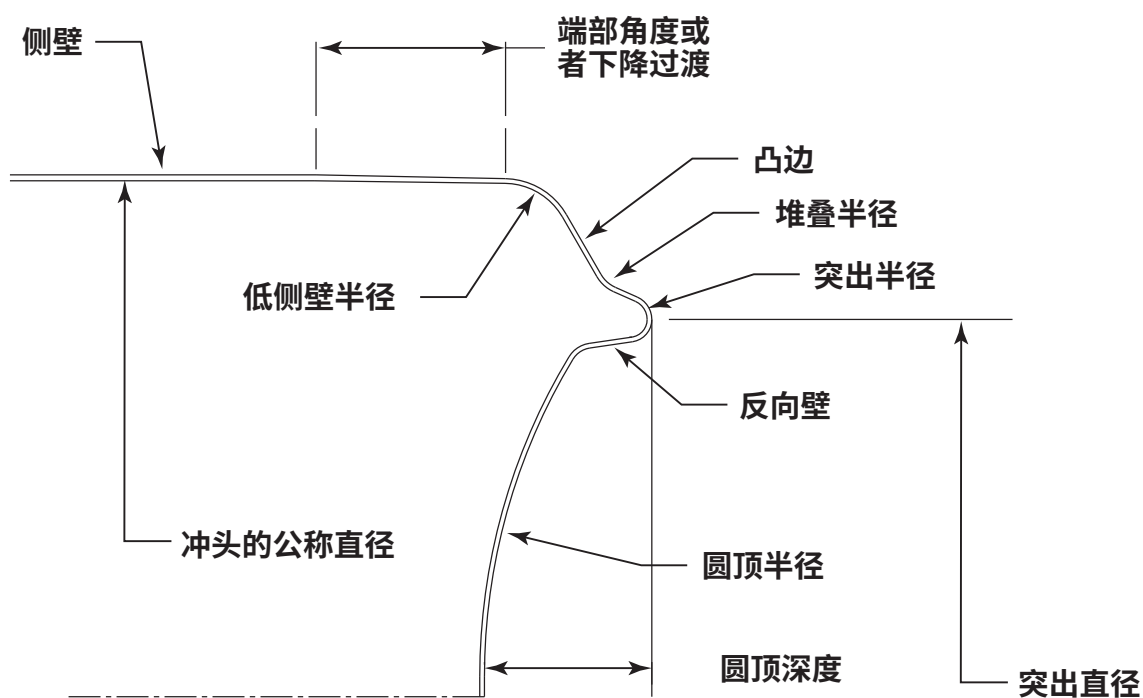 侧壁
端部角度或
者下降过渡
凸边
堆叠半径
突出半径
低侧壁半径
反向壁
冲头的公称直径
圆顶半径
圆顶深度
突出直径